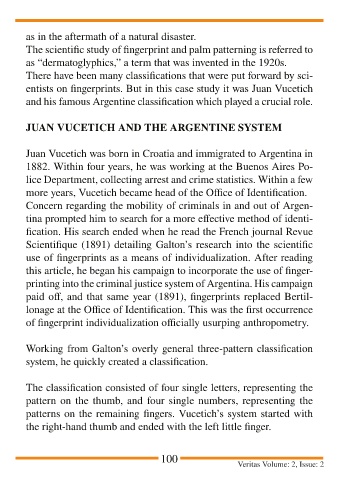 as in the aftermath of a natural disaster.
The scientific study of fingerprint and palm patterning is referred to
as “dermatoglyphics,” a term that was invented in the 1920s.
There have been many classifications that were put forward by sci-
entists on fingerprints. But in this case study it was Juan Vucetich
and his famous Argentine classification which played a crucial role.
JUAN VUCETICH AND THE ARGENTINE SYSTEM
Juan Vucetich was born in Croatia and immigrated to Argentina in
1882. Within four years, he was working at the Buenos Aires Po-
lice Department, collecting arrest and crime statistics. Within a few
more years, Vucetich became head of the Office of Identification.
Concern regarding the mobility of criminals in and out of Argen-
tina prompted him to search for a more effective method of identi-
fication. His search ended when he read the French journal Revue
Scientifique (1891) detailing Galton’s research into the scientific
use of fingerprints as a means of individualization. After reading
this article, he began his campaign to incorporate the use of finger-
printing into the criminal justice system of Argentina. His campaign
paid off, and that same year (1891), fingerprints replaced Bertil-
lonage at the Office of Identification. This was the first occurrence
of fingerprint individualization officially usurping anthropometry.
Working from Galton’s overly general three-pattern classification
system, he quickly created a classification.
The classification consisted of four single letters, representing the
pattern on the thumb, and four single numbers, representing the
patterns on the remaining fingers. Vucetich’s system started with
the right-hand thumb and ended with the left little finger.
100
Veritas Volume: 2, Issue: 2